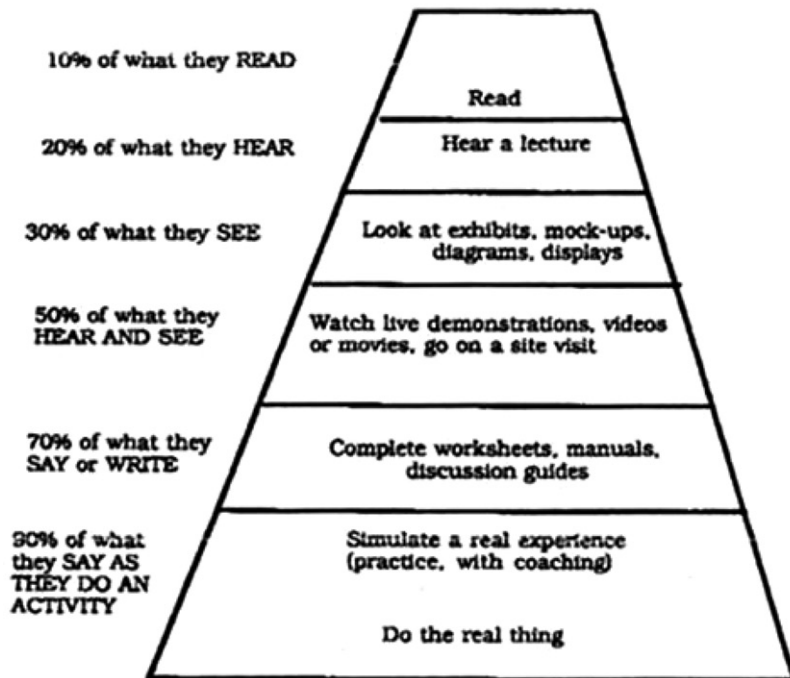 10% of what they READ
Read
20% of what they HEAR
Hear a lecture
30% of what they SEE
Look at exhibits, mock-ups,
diagrams, displays
50% of what they
HEAR AND SEE
Watch live demonstrations, videos
or movies, go on a site visit
70% of what they
SAY or WRITE
Complete worksheets, manuals,
discussion guides
90% of what
they SAY AS
THEY DO AN
ACTIVITY
Simulate a real experience
(practice, with coaching)
Do the real thing